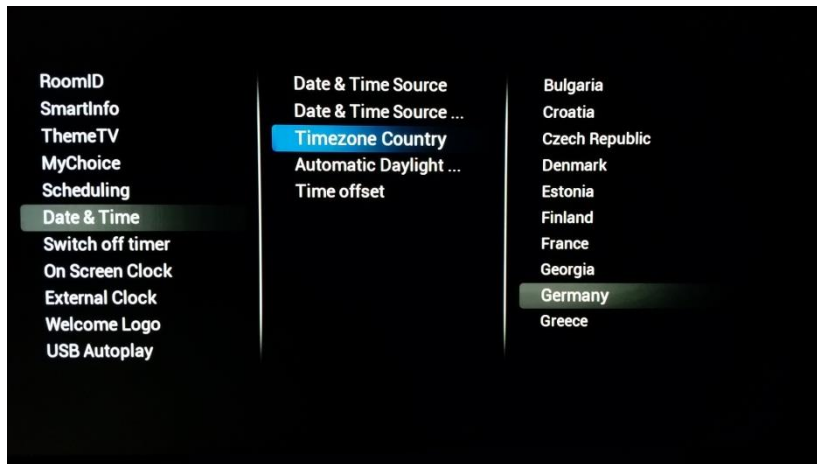 RoomID
SmartInfo
ThemeTV
MyChoice
Scheduling
Date & Time
Switch off timer
On Screen Clock
External Clock
Welcome Logo
USB Autoplay
Date & Time Source
Date & Time Source ...
Timezone Country
Automatic Daylight ...
Time offset
Bulgaria
Croatia
Czech Republic
Denmark
Estonia
Finland
France
Georgia
Germany
Greece